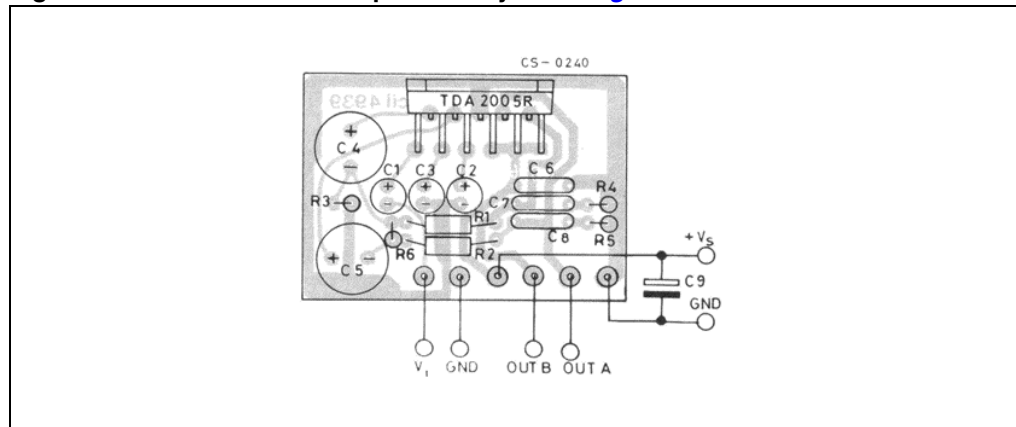 CS-0240
TDA 2005R
+
C4
−
C1 C3 C2 C6
+ + +
− − −
R4
R3
C7
R1
C8
R5
R6
R2
+ −
C5
+Vs
C9
GND
V1 GND OUT B OUT A